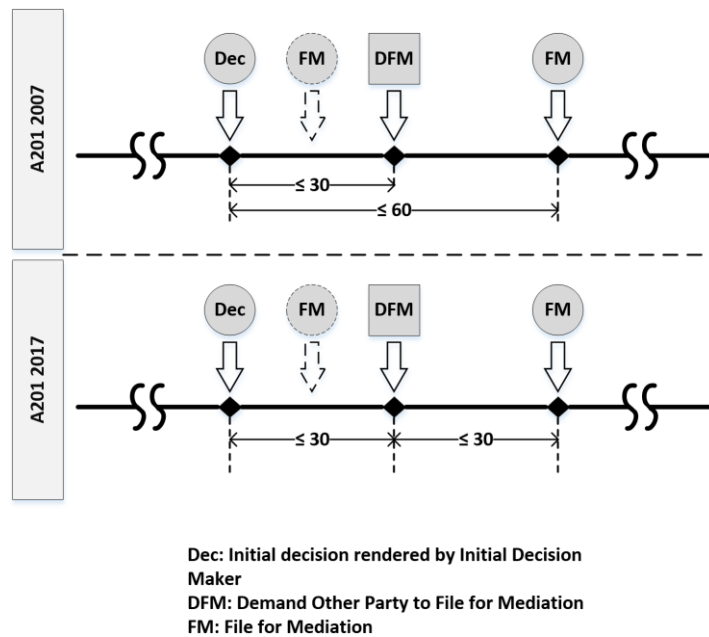 A201 2007
Dec
FM
DFM
FM
≤ 30
≤ 60
A201 2017
Dec
FM
DFM
FM
≤ 30
≤ 30
Dec: Initial decision rendered by Initial Decision
Maker
DFM: Demand Other Party to File for Mediation
FM: File for Mediation